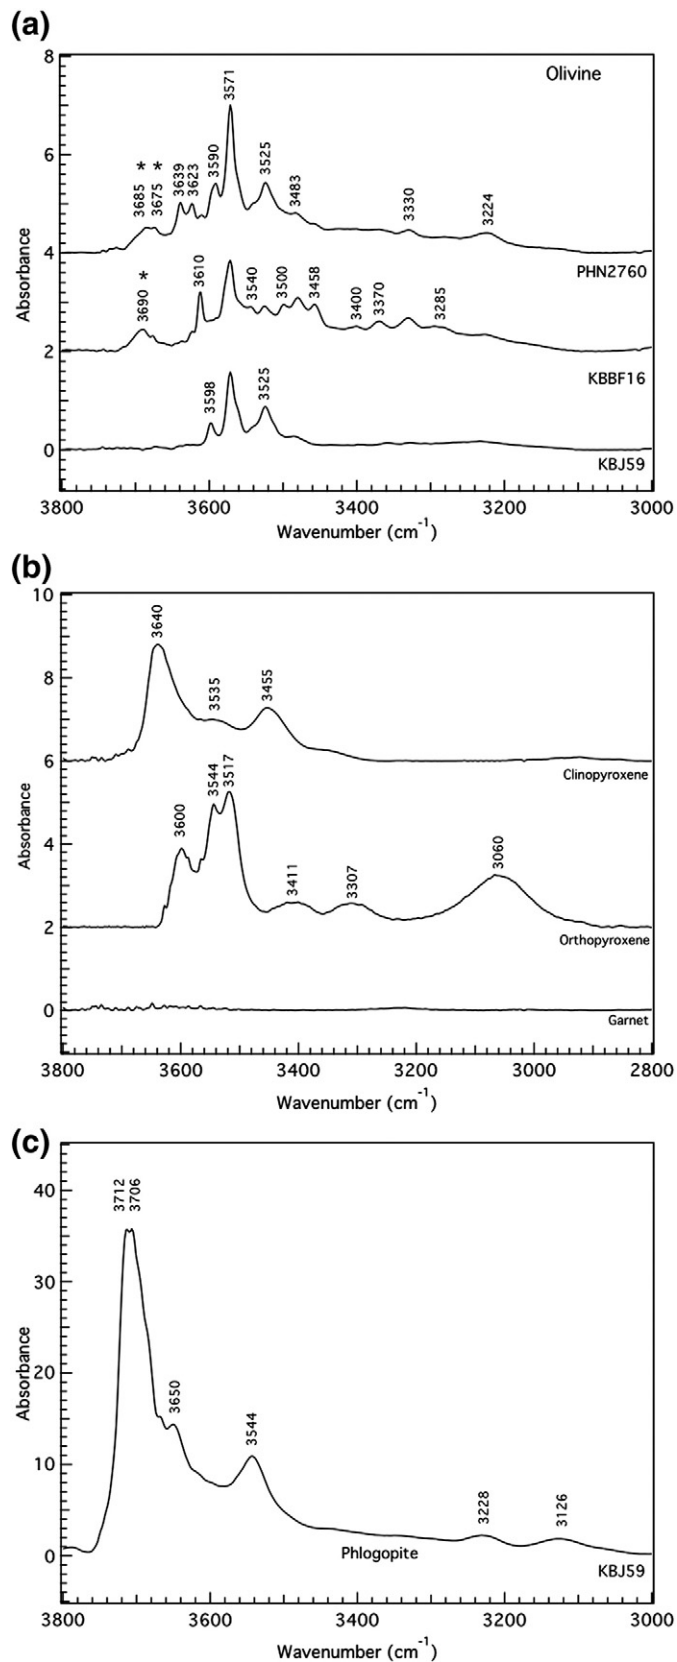 (a)
8
Olivine
3571
* *
3685
3675
3639
3623
3590
3525
3483
3330
3224
6
4
PHN2760
*
3690
3610
3540
3500
3458
3400
3370
3285
2
KBBF16
3598
3525
0
KBJ59
Absorbance
3800 3600 3400 3200 3000
Wavenumber (cm-1)
(b)
10
3640
3535
3455
8
6
Clinopyroxene
3600
3544
3517
3411
3307
3060
4
2
Orthopyroxene
0
Garnet
Absorbance
3800 3600 3400 3200 3000 2800
Wavenumber (cm-1)
(c)
3712
3706
40
30
20
3650
3544
10
3228
3126
0
Phlogopite
KBJ59
Absorbance
3800 3600 3400 3200 3000
Wavenumber (cm-1)